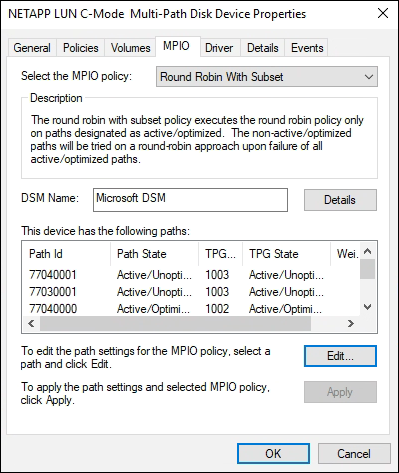 NETAPP LUN C-Mode  Multi-Path Disk Device Properties
General Policies Volumes MPIO Driver Details Events
Select the MPIO policy: Round Robin With Subset
Description
The round robin with subset policy executes the round robin policy only
on paths designated as active/optimized.  The non-active/optimized
paths will be tried on a round-robin approach upon failure of all
active/optimized paths.
DSM Name: Microsoft DSM Details
This device has the following paths:
Path Id Path State TPG... TPG State Wei...
77040001 Active/Unopti... 1003 Active/Unopti...
77030001 Active/Unopti... 1003 Active/Unopti...
77040000 Active/Optimi... 1002 Active/Optimi...
To edit the path settings for the MPIO policy, select a
path and click Edit.
Edit...
To apply the path settings and selected MPIO policy,
click Apply.
Apply
OK Cancel